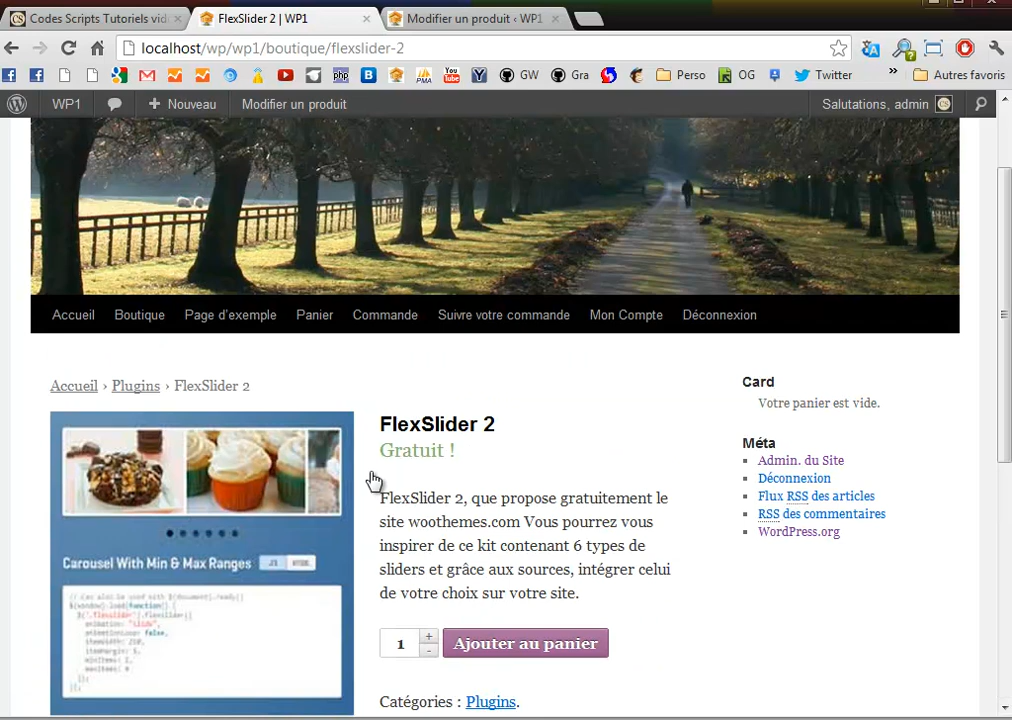 Codes Scripts Tutoriels vid
FlexSlider 2 | WP1
Modifier un produit ‹ WP1
localhost/wp/wp1/boutique/flexslider-2
GW
Gra
Perso
OG
Twitter
»
Autres favoris
WP1
Nouveau
Modifier un produit
Salutations, admin
Accueil
Boutique
Page d'exemple
Panier
Commande
Suivre votre commande
Mon Compte
Déconnexion
Accueil › Plugins › FlexSlider 2
Carousel With Min & Max Ranges
JS
HTML
FlexSlider 2
Gratuit !
FlexSlider 2, que propose gratuitement le
site woothemes.com Vous pourrez vous
inspirer de ce kit contenant 6 types de
sliders et grâce aux sources, intégrer celui
de votre choix sur votre site.
1
+
-
Ajouter au panier
Catégories : Plugins.
Card
Votre panier est vide.
Méta
Admin. du Site
Déconnexion
Flux RSS des articles
RSS des commentaires
WordPress.org